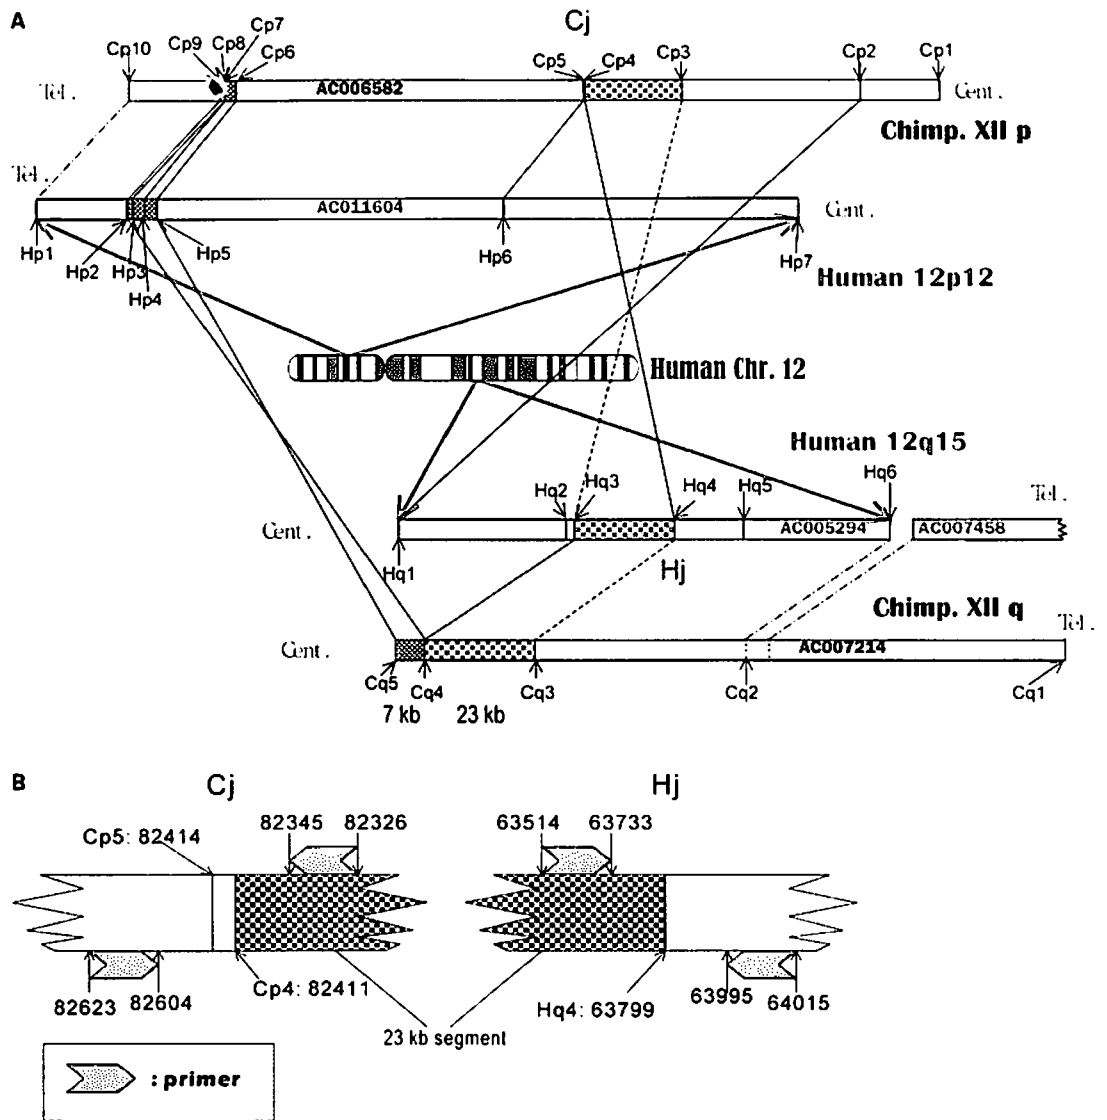 A
Cj
Cp10 Cp9 Cp8 Cp7 Cp6 Cp5 Cp4 Cp3 Cp2 Cp1
Tel. AC006582 Cent.
Chimp. XII p
Tel. AC011604 Cent.
Hp1 Hp2 Hp3 Hp4 Hp5 Hp6 Hp7
Human 12p12
Human Chr. 12
Human 12q15
Hq2 Hq3 Hq4 Hq5 Hq6
Tel.
Cent. AC005294 AC007458
Hq1 Hj
Chimp. XII q
Tel.
Cent. AC007214
Cq5 Cq4 Cq3 Cq2 Cq1
7 kb 23 kb
B
Cj Hj
Cp5: 82414 82345 82326 63514 63733
82623 82604 Cp4: 82411 Hq4: 63799 63995 64015
23 kb segment
: primer